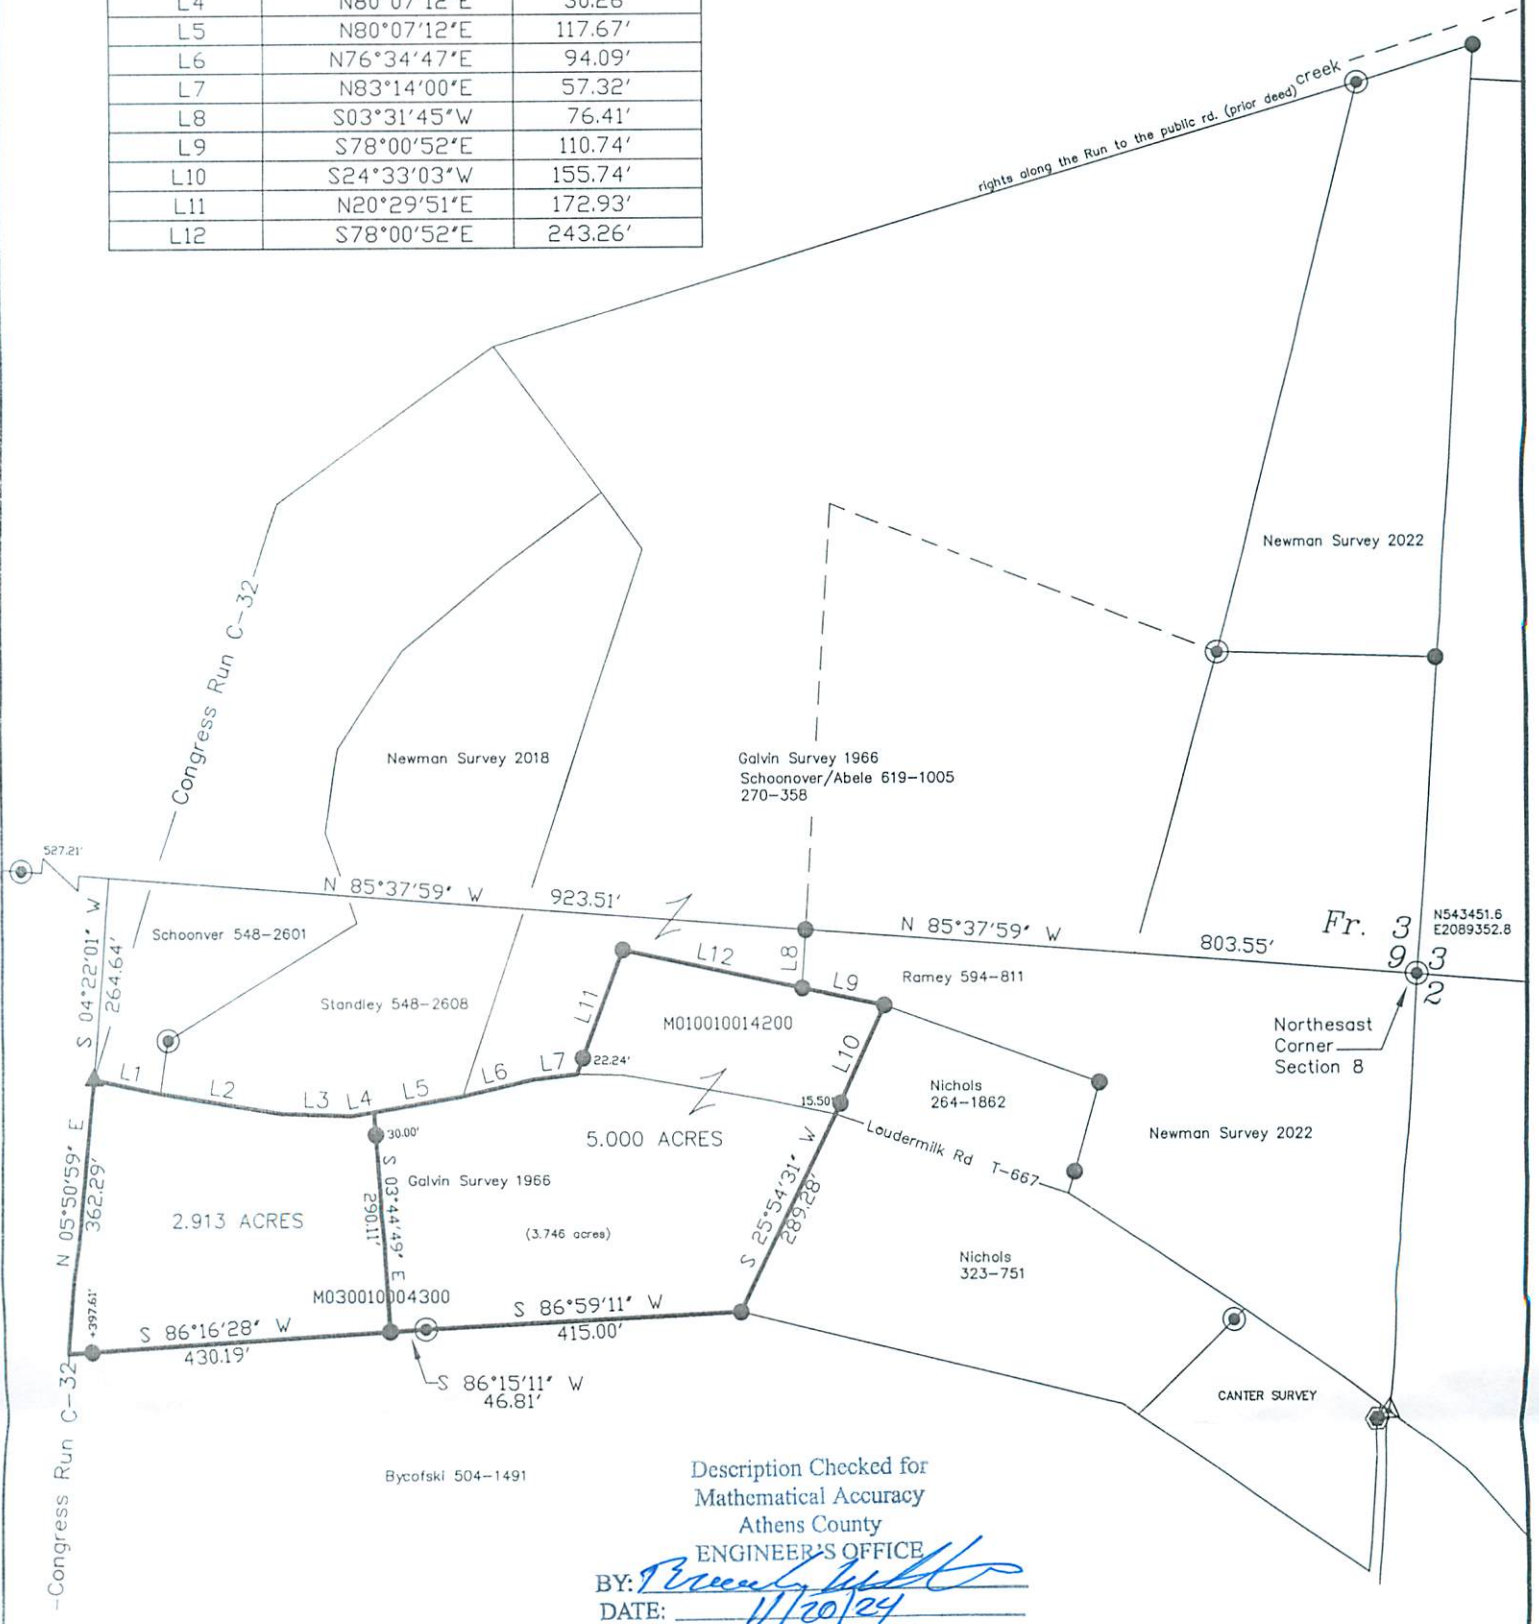 L4 N80°07'12"E 30.26'
L5 N80°07'12"E 117.67'
L6 N76°34'47"E 94.09'
L7 N83°14'00"E 57.32'
L8 S03°31'45"W 76.41'
L9 S78°00'52"E 110.74'
L10 S24°33'03"W 155.74'
L11 N20°29'51"E 172.93'
L12 S78°00'52"E 243.26'
creek
rights along the Run to the public rd. (prior deed)
Newman Survey 2022
Congress Run C-32
Newman Survey 2018
Galvin Survey 1966
Schoonover/Abele 619-1005
270-358
527.21'
N 85°37'59" W 923.51'
N 85°37'59" W 803.55'
Fr. 3
N543451.6
E2089352.8
9 3
2
S 04°22'01" W
264.64'
Schoonver 548-2601
Standley 548-2608
L12
L8
L9
Ramey 594-811
L11
M010010014200
L10
Northesast
Corner
Section 8
L1
L2
L3
L4
L5
L6
L7
22.24'
15.50'
Nichols
264-1862
Loudermilk Rd T-667
Newman Survey 2022
30.00'
5.000 ACRES
N 05°50'59" E
362.29'
2.913 ACRES
S 03°44'49" E
290.11'
Galvin Survey 1966
(3.746 acres)
S 25°54'31" W
289.28'
Nichols
323-751
M030010004300
+397.61'
S 86°16'28" W
430.19'
S 86°59'11" W
415.00'
S 86°15'11" W
46.81'
CANTER SURVEY
-Congress Run C-32
Bycofski 504-1491
Description Checked for
Mathematical Accuracy
Athens County
ENGINEER'S OFFICE
BY:
DATE: 11/20/24